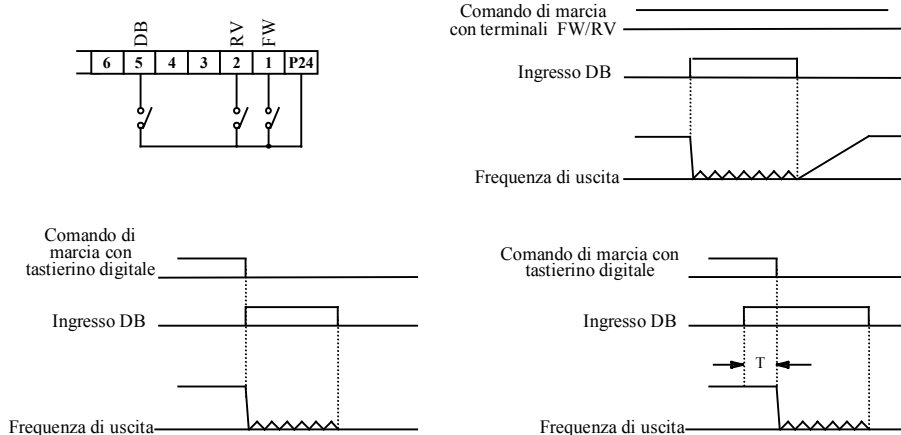 DB
RV
FW
6 5 4 3 2 1 P24
Comando di marcia
con terminali FW/RV
Ingresso DB
Frequenza di uscita
Comando di
marcia con
tastierino digitale
Ingresso DB
Frequenza di uscita
Comando di marcia con
tastierino digitale
Ingresso DB
T
Frequenza di uscita